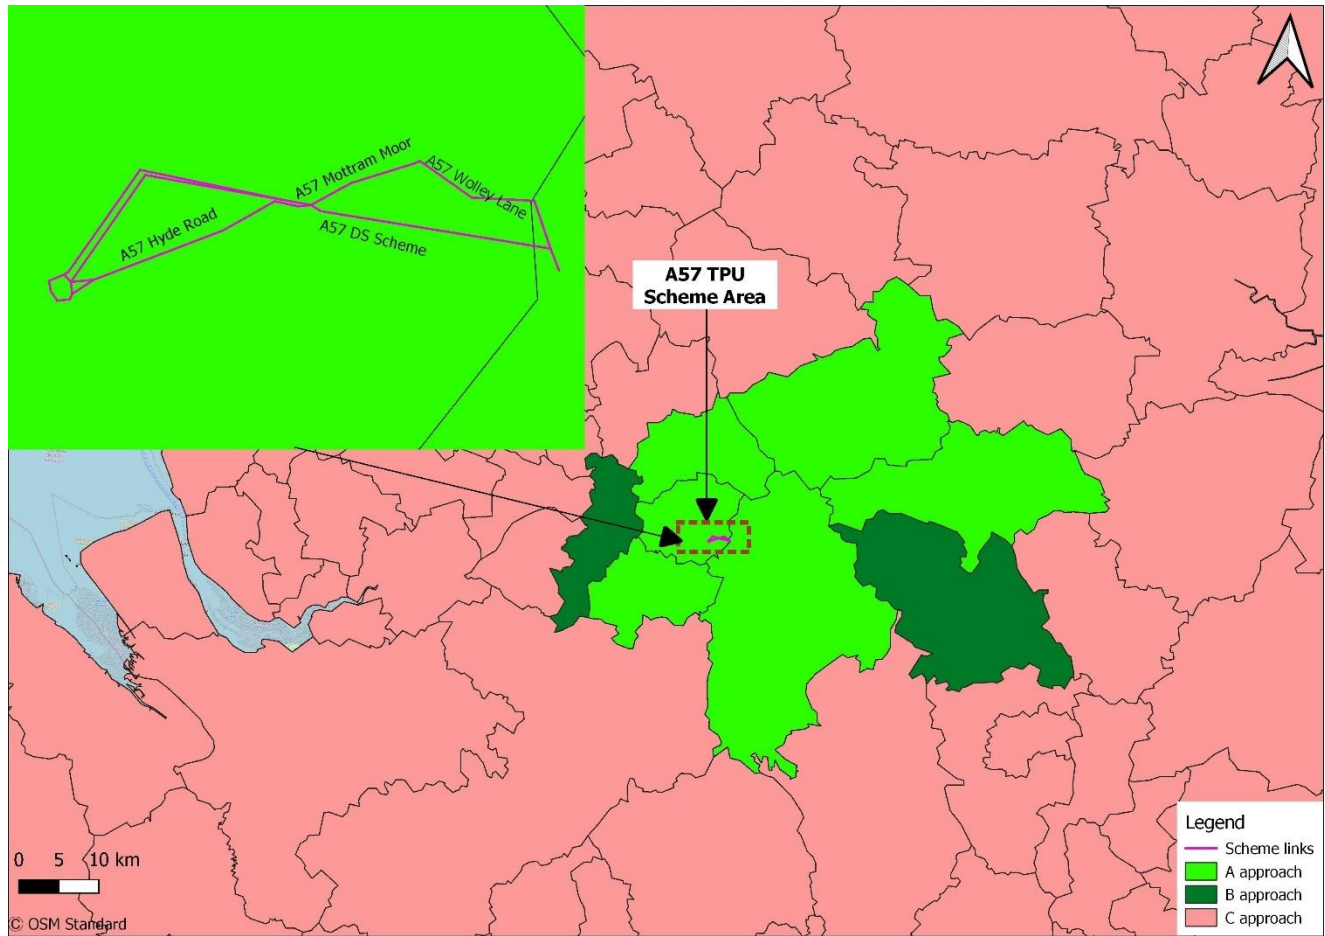 A57 Mottram Moor
A57 Wolley Lane
A57 Hyde Road
A57 DS Scheme
A57 TPU
Scheme Area
0 5 10 km
© OSM Standard
Legend
Scheme links
A approach
B approach
C approach